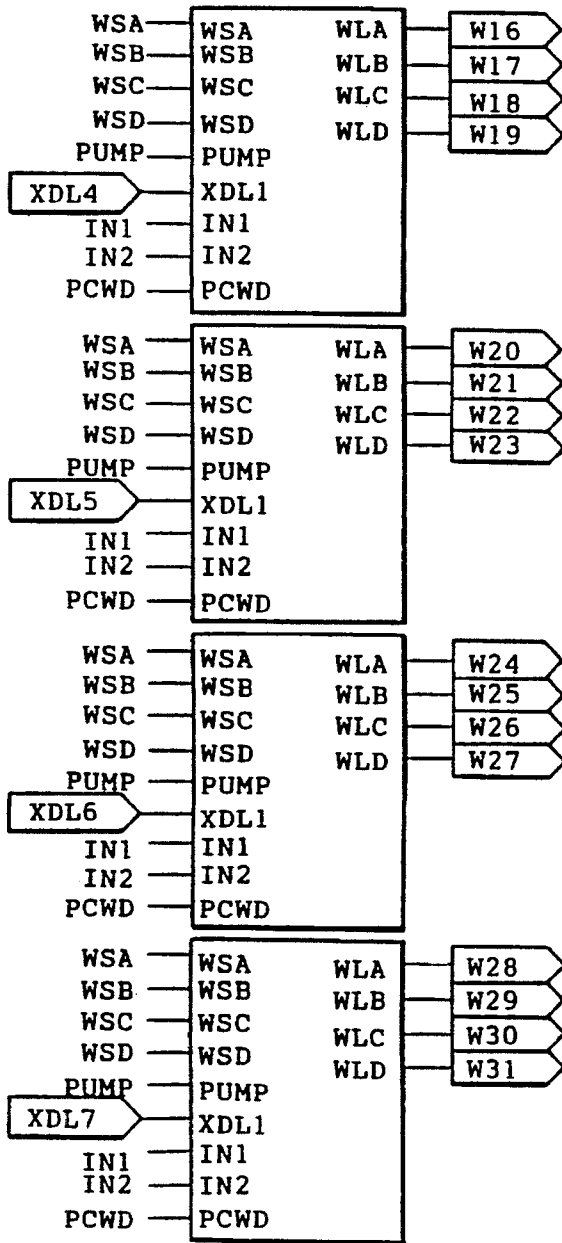 WSA WSA WLA W16
WSB WSB WLB W17
WSC WSC WLC W18
WSD WSD WLD W19
PUMP PUMP
XDL4 XDL1
IN1 IN1
IN2 IN2
PCWD PCWD
WSA WSA WLA W20
WSB WSB WLB W21
WSC WSC WLC W22
WSD WSD WLD W23
PUMP PUMP
XDL5 XDL1
IN1 IN1
IN2 IN2
PCWD PCWD
WSA WSA WLA W24
WSB WSB WLB W25
WSC WSC WLC W26
WSD WSD WLD W27
PUMP PUMP
XDL6 XDL1
IN1 IN1
IN2 IN2
PCWD PCWD
WSA WSA WLA W28
WSB WSB WLB W29
WSC WSC WLC W30
WSD WSD WLD W31
PUMP PUMP
XDL7 XDL1
IN1 IN1
IN2 IN2
PCWD PCWD